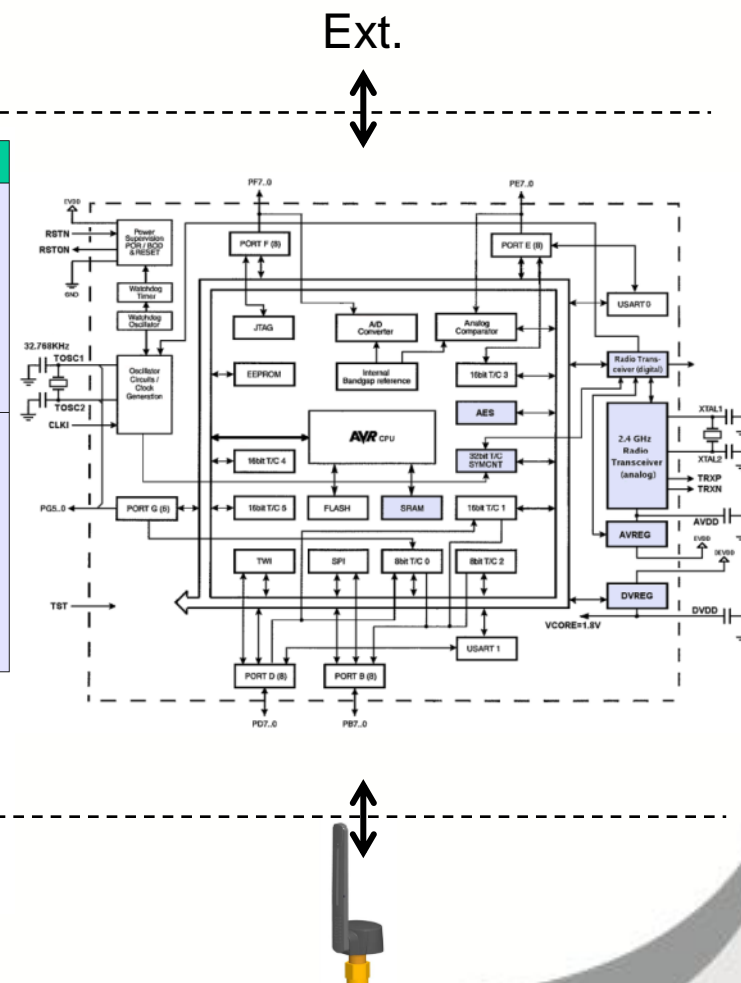 Ext.
PF7..0
PE7..0
EVDD
RSTN
RSTON
GND
Power
Supervision
POR / BOD
& RESET
PORT F (8)
PORT E (8)
Watchdog
Timer
Watchdog
Oscillator
USART 0
JTAG
A/D
Converter
Analog
Comparator
32.768KHz
TOSC1
TOSC2
CLKI
Oscillator
Circuits /
Clock
Generation
EEPROM
Internal
Bandgap reference
16bit T/C 3
Radio Trans-
ceiver (digital)
AVR CPU
AES
2.4 GHz
Radio
Transceiver
(analog)
XTAL1
XTAL2
16bit T/C 4
32bit T/C
SYMCNT
TRXP
TRXN
PG5..0
PORT G (6)
16bit T/C 5
FLASH
SRAM
16bit T/C 1
AVDD
AVREG
EVDD
DEVDD
TWI
SPI
8bit T/C 0
8bit T/C 2
TST
DVREG
DVDD
VCORE=1.8V
USART 1
PORT D (8)
PORT B (8)
PD7..0
PB7..0